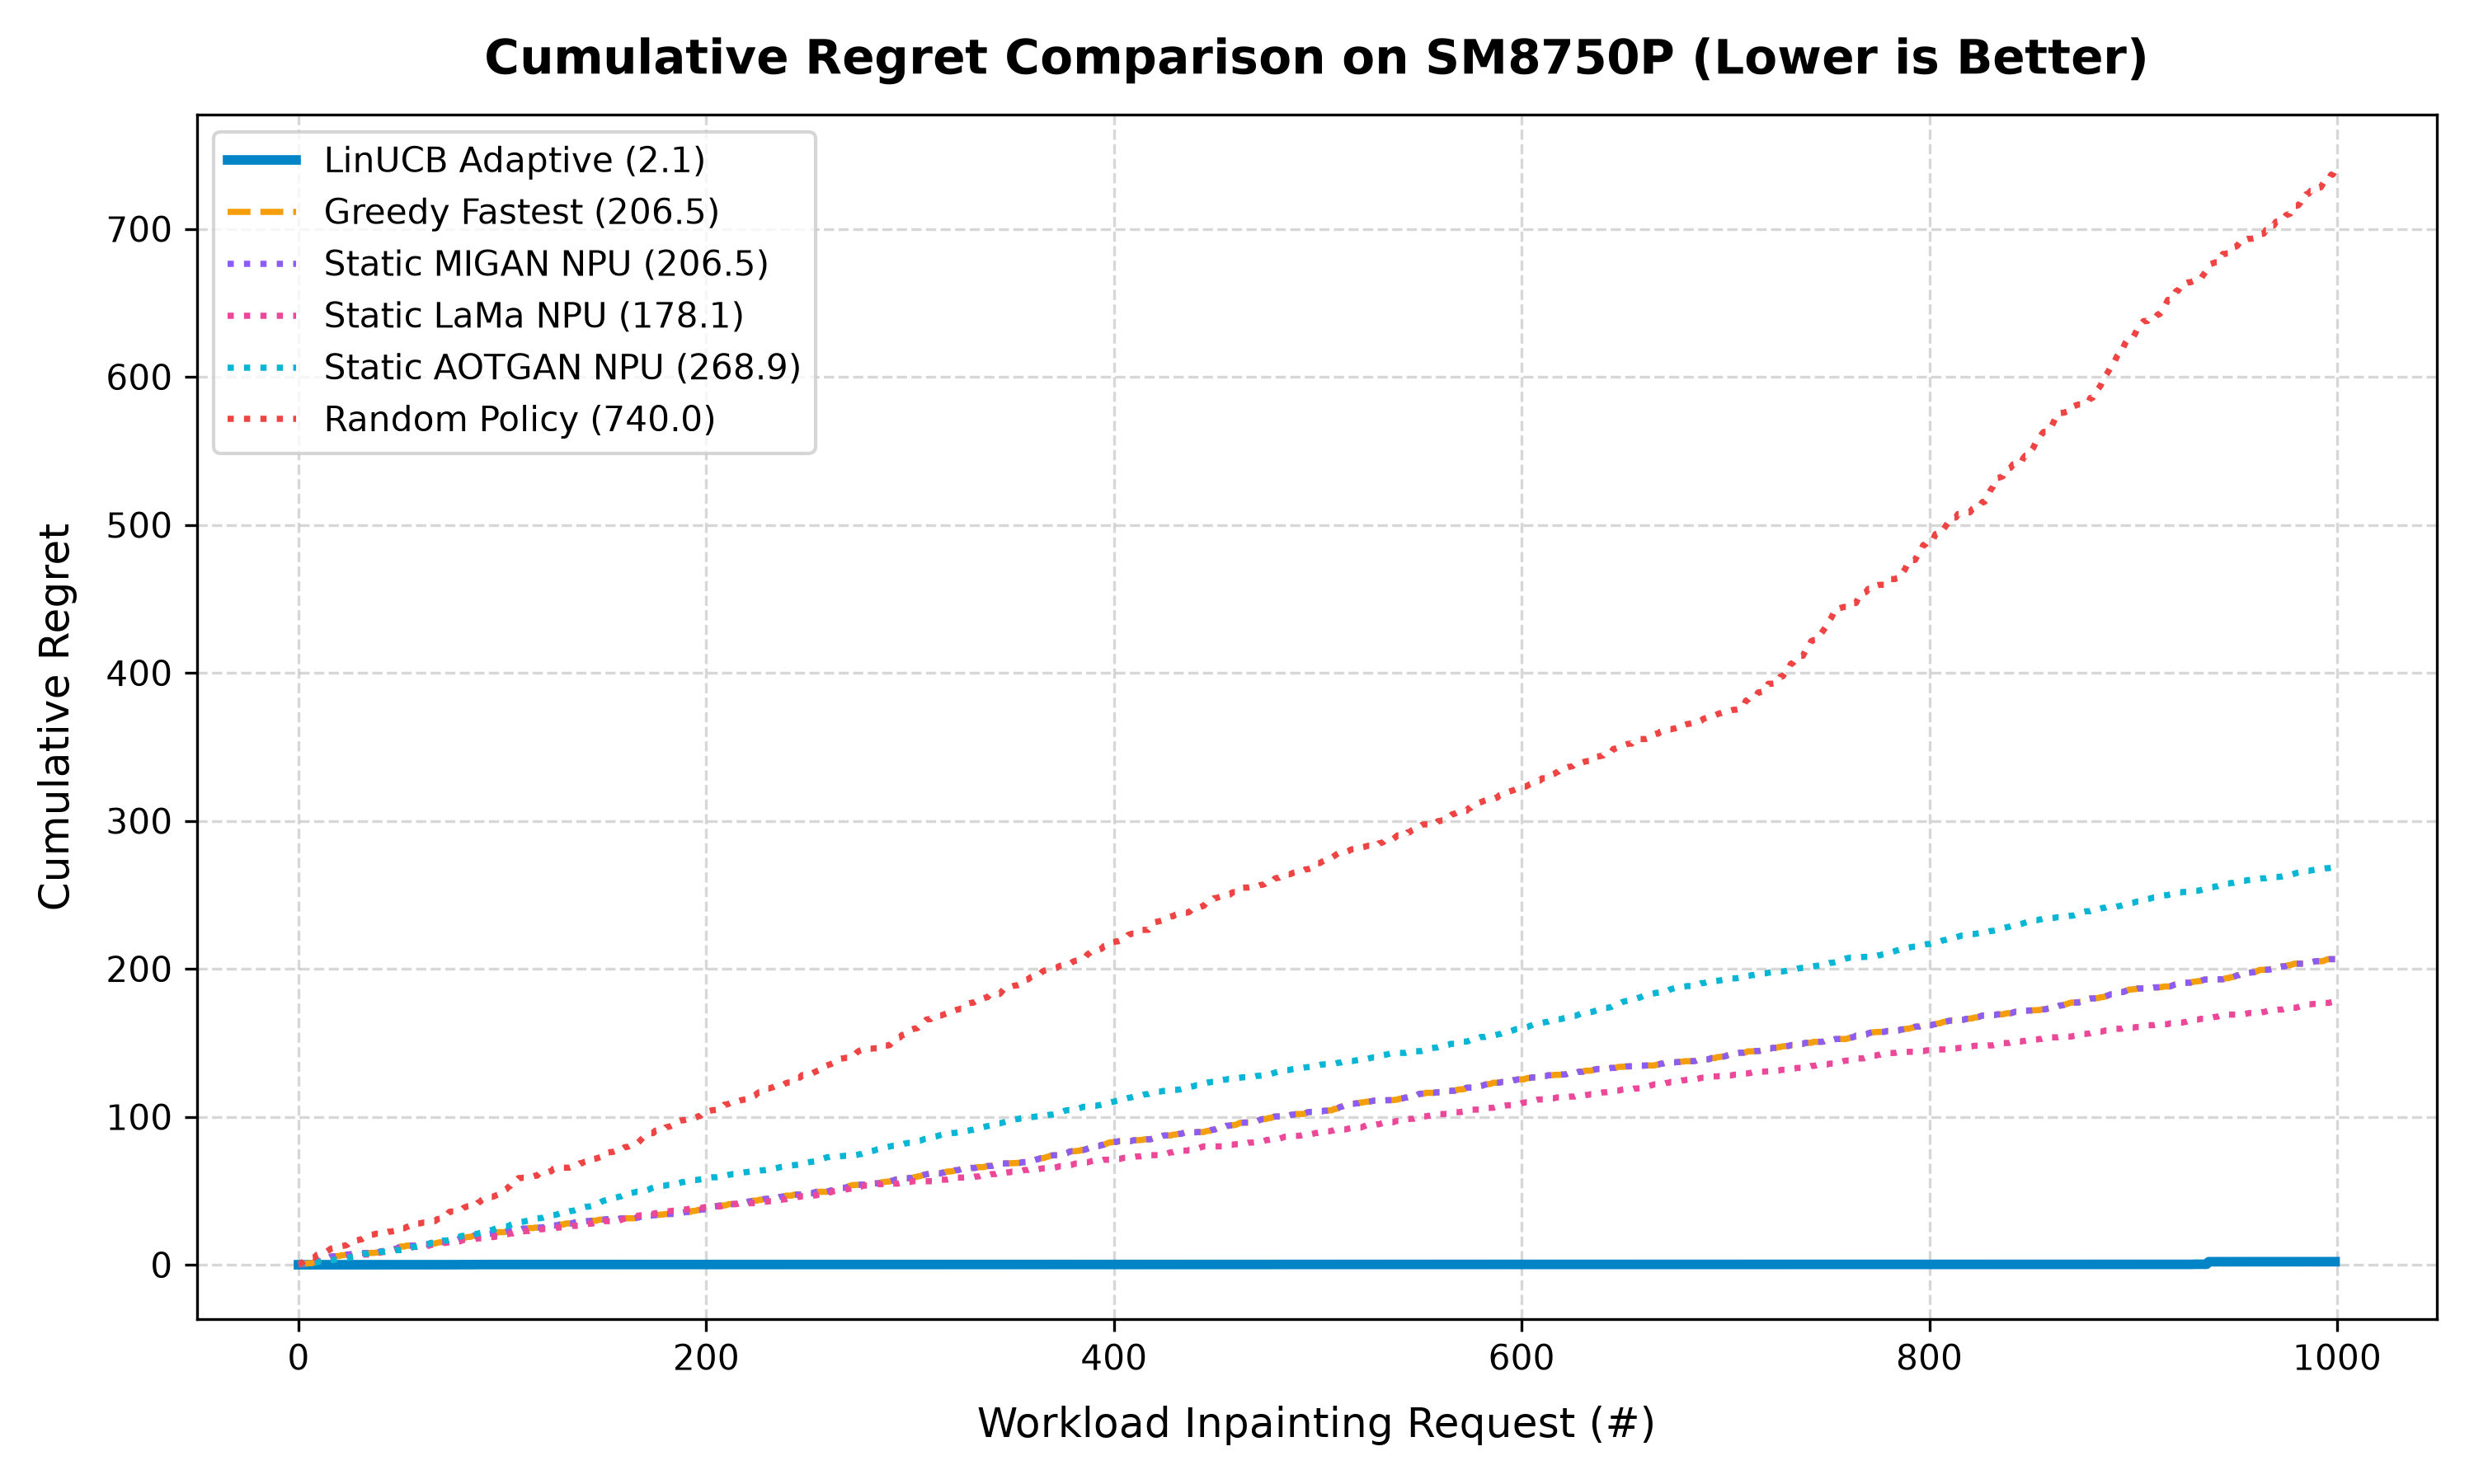 Cumulative Regret Comparison on SM8750P (Lower is Better)
LinUCB Adaptive (2.1)
Greedy Fastest (206.5)
Static MIGAN NPU (206.5)
Static LaMa NPU (178.1)
Static AOTGAN NPU (268.9)
Random Policy (740.0)
Cumulative Regret
700
600
500
400
300
200
100
0
0 200 400 600 800 1000
Workload Inpainting Request (#)